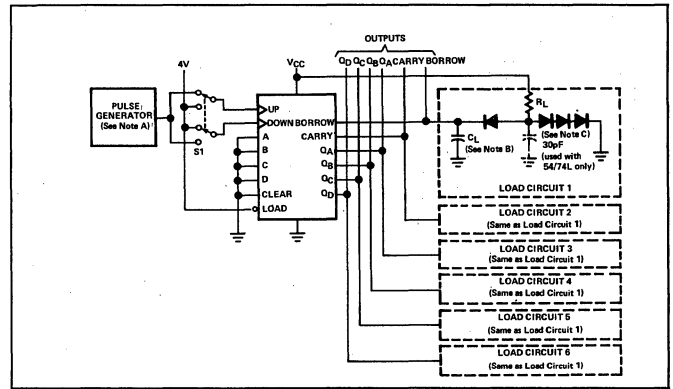 OUTPUTS
QD QC QB QA CARRY BORROW
4V
VCC
PULSE
GENERATOR
(See Note A)
S1
UP
DOWN
A
B
C
D
CLEAR
LOAD
BORROW
CARRY
QA
QB
QC
QD
RL
CL
(See Note B)
(See Note C)
30pF
(used with
54/74L only)
LOAD CIRCUIT 1
LOAD CIRCUIT 2
(Same as Load Circuit 1)
LOAD CIRCUIT 3
(Same as Load Circuit 1)
LOAD CIRCUIT 4
(Same as Load Circuit 1)
LOAD CIRCUIT 5
(Same as Load Circuit 1)
LOAD CIRCUIT 6
(Same as Load Circuit 1)